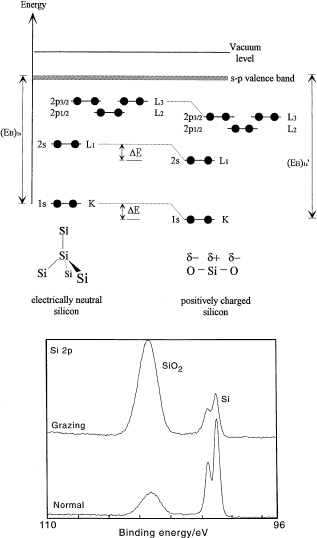 Energy
Vacuum level
s-p valence band
(EB)1s
2p3/2 L3
2p1/2 L2
2p3/2 L3
2p1/2 L2
(EB)1s'
2s L1
ΔE
2s L1
1s K
ΔE
1s K
Si
Si
Si Si Si
δ− δ+ δ−
O − Si − O
electrically neutral silicon
positively charged silicon
Si 2p
SiO2
Si
Grazing
Normal
110
96
Binding energy/eV